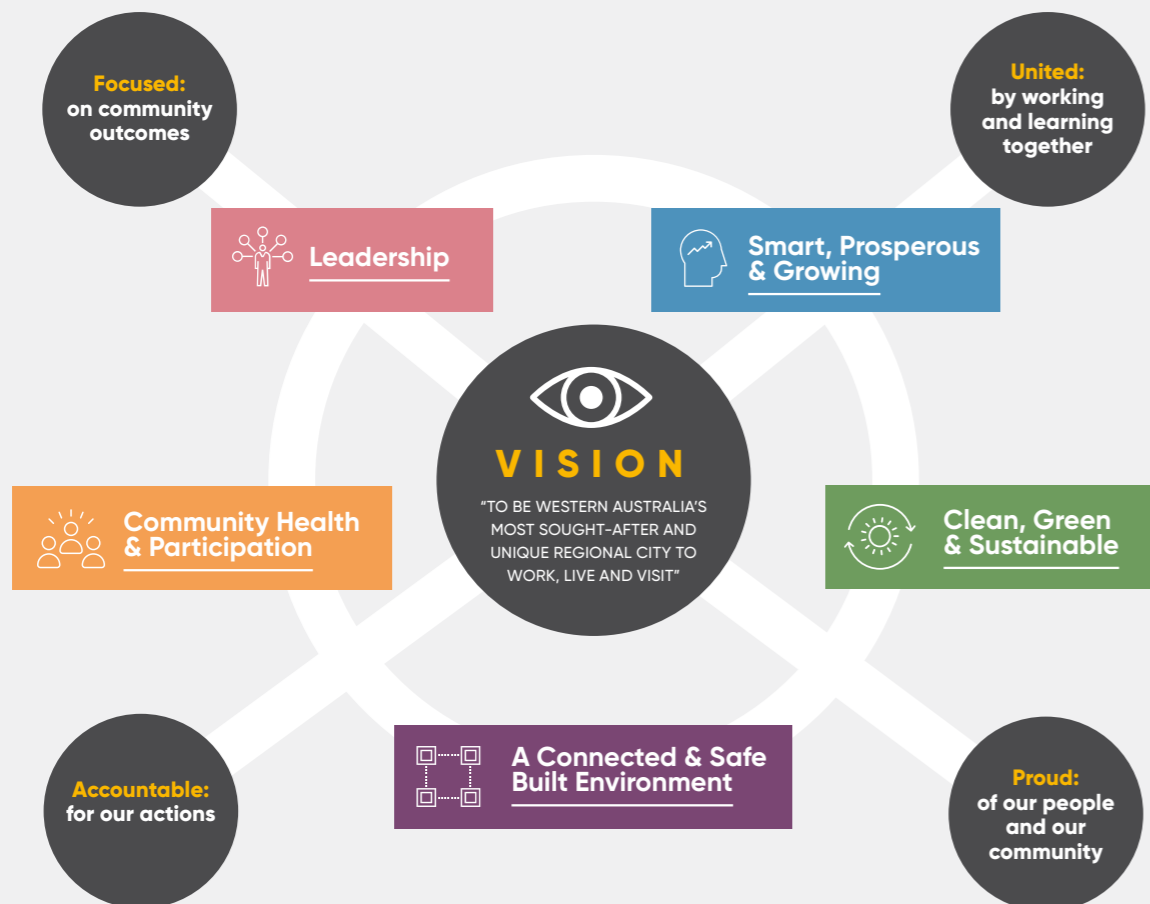 Focused:
on community
outcomes
United:
by working
and learning
together
Leadership
Smart, Prosperous
& Growing
VISION
“TO BE WESTERN AUSTRALIA’S
MOST SOUGHT-AFTER AND
UNIQUE REGIONAL CITY TO
WORK, LIVE AND VISIT”
Community Health
& Participation
Clean, Green
& Sustainable
A Connected & Safe
Built Environment
Accountable:
for our actions
Proud:
of our people
and our
community